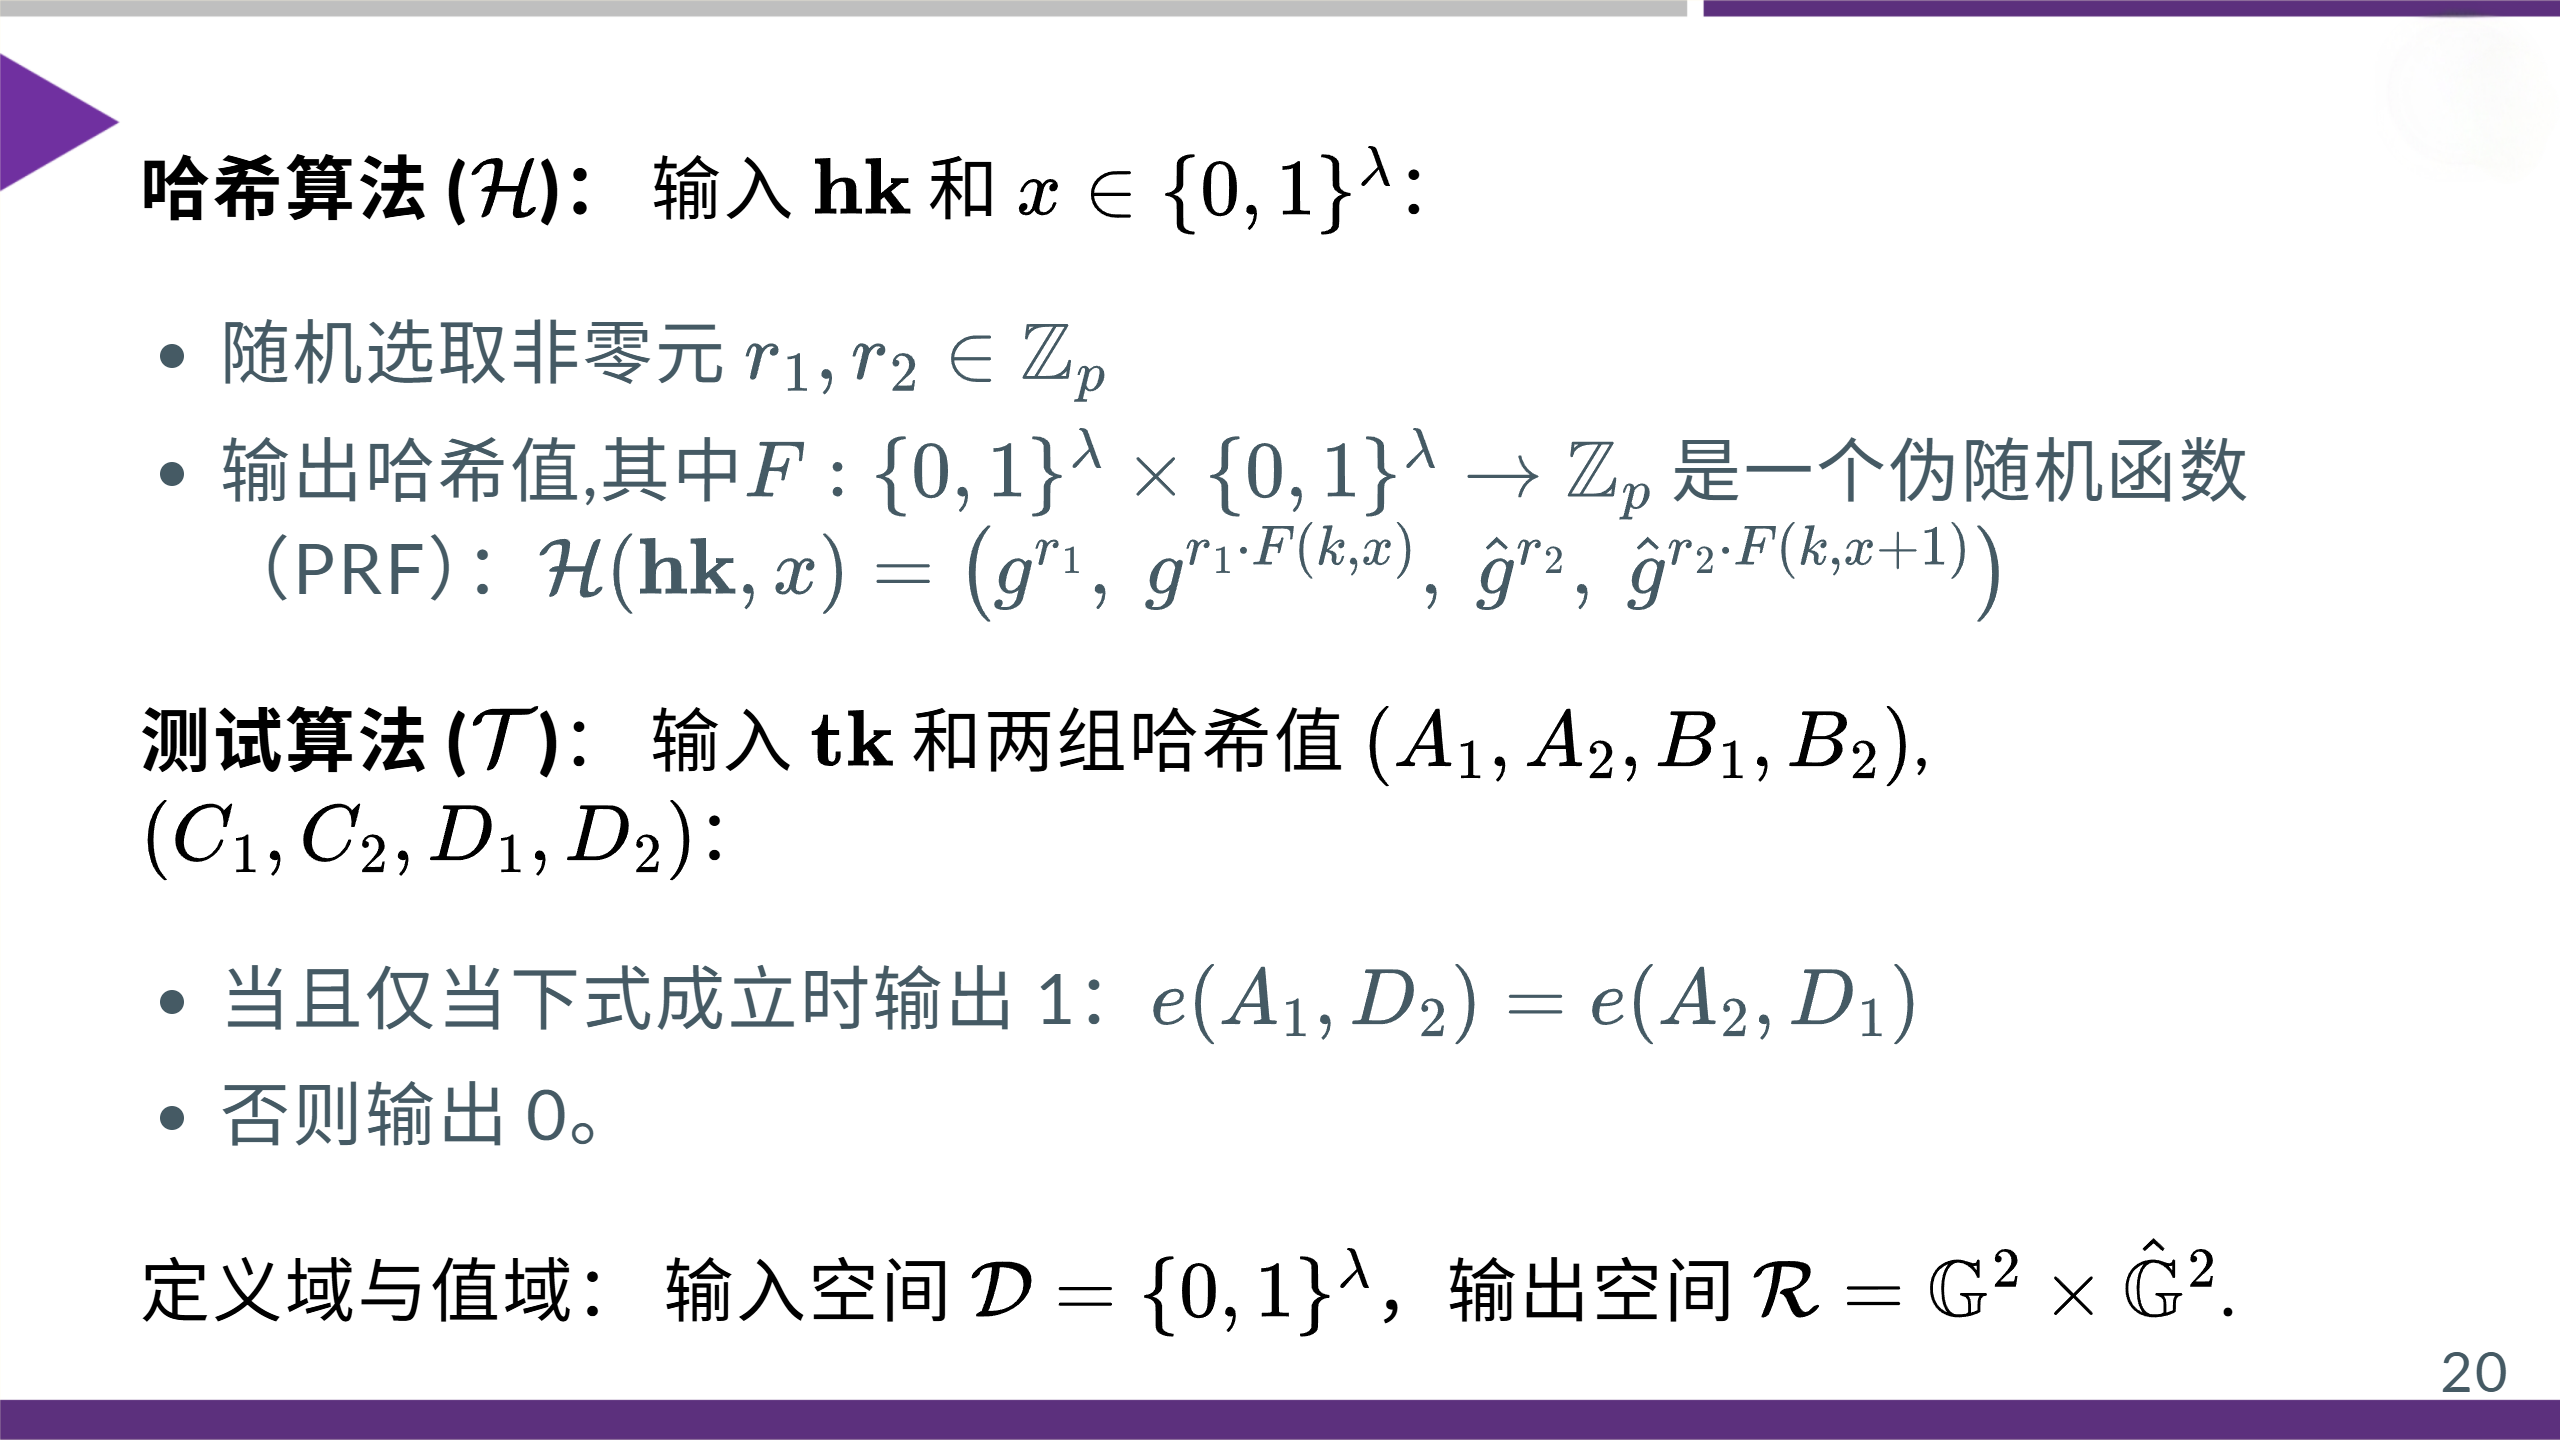 哈希算法 (ℋ)： 输入 hk 和 x ∈ {0, 1}^λ：
• 随机选取非零元 r₁, r₂ ∈ ℤ_p
• 输出哈希值,其中F : {0, 1}^λ × {0, 1}^λ → ℤ_p 是一个伪随机函数
（PRF）：ℋ(hk, x) = (g^{r₁}, g^{r₁·F(k,x)}, ĝ^{r₂}, ĝ^{r₂·F(k,x+1)})
测试算法 (𝒯)： 输入 tk 和两组哈希值 (A₁, A₂, B₁, B₂),
(C₁, C₂, D₁, D₂)：
• 当且仅当下式成立时输出 1：e(A₁, D₂) = e(A₂, D₁)
• 否则输出 0。
定义域与值域： 输入空间 𝒟 = {0, 1}^λ，输出空间 ℛ = 𝔾² × 𝔾̂².
20